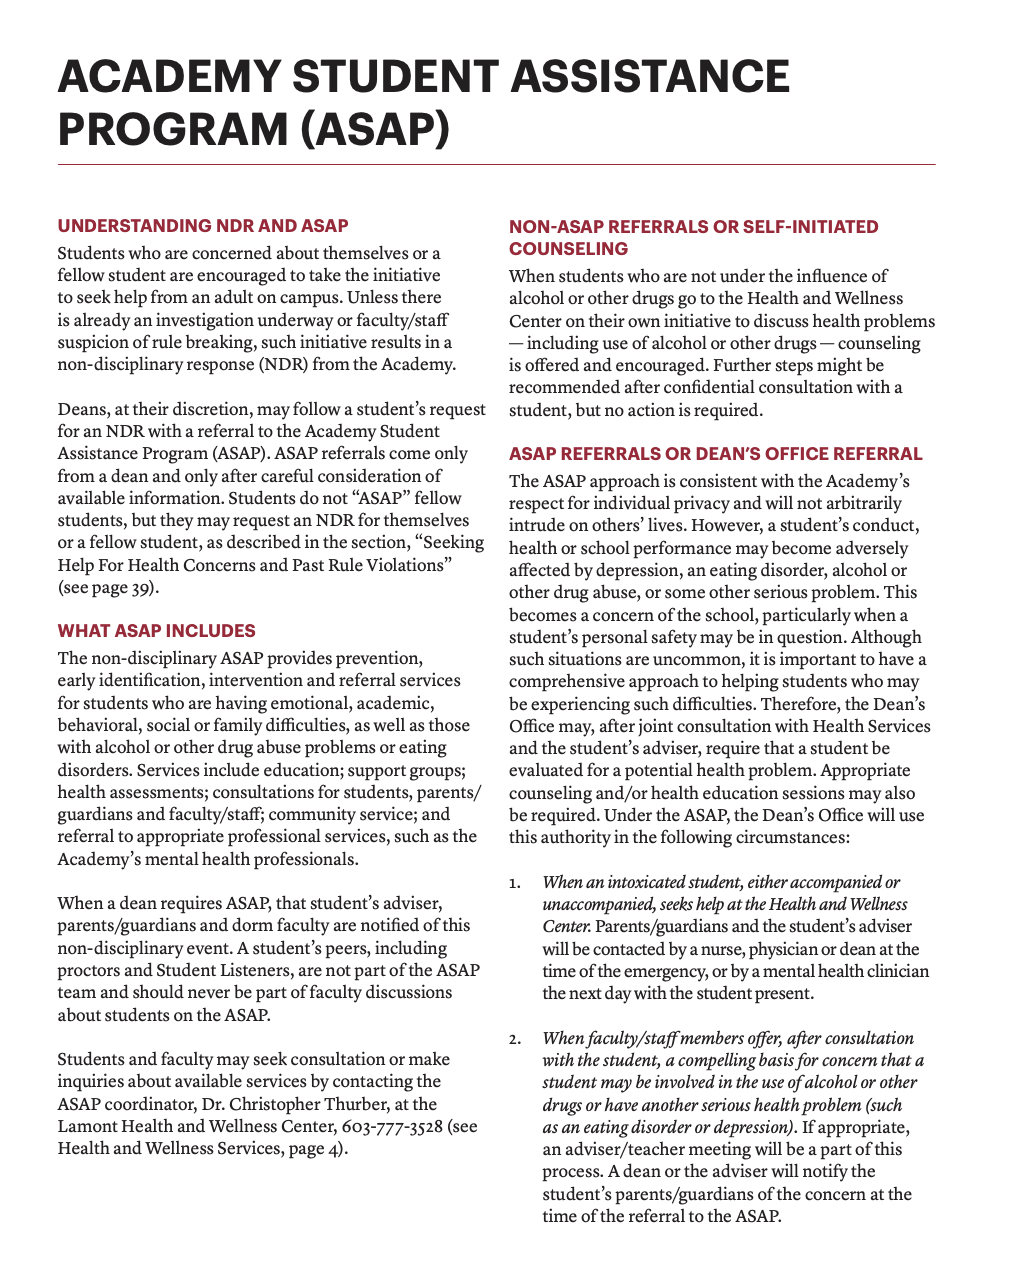 ACADEMY STUDENT ASSISTANCE
PROGRAM (ASAP)
UNDERSTANDING NDR AND ASAP
Students who are concerned about themselves or a
fellow student are encouraged to take the initiative
to seek help from an adult on campus. Unless there
is already an investigation underway or faculty/staff
suspicion of rule breaking, such initiative results in a
non-disciplinary response (NDR) from the Academy.
Deans, at their discretion, may follow a student’s request
for an NDR with a referral to the Academy Student
Assistance Program (ASAP). ASAP referrals come only
from a dean and only after careful consideration of
available information. Students do not “ASAP” fellow
students, but they may request an NDR for themselves
or a fellow student, as described in the section, “Seeking
Help For Health Concerns and Past Rule Violations”
(see page 39).
WHAT ASAP INCLUDES
The non-disciplinary ASAP provides prevention,
early identification, intervention and referral services
for students who are having emotional, academic,
behavioral, social or family difficulties, as well as those
with alcohol or other drug abuse problems or eating
disorders. Services include education; support groups;
health assessments; consultations for students, parents/
guardians and faculty/staff; community service; and
referral to appropriate professional services, such as the
Academy’s mental health professionals.
When a dean requires ASAP, that student’s adviser,
parents/guardians and dorm faculty are notified of this
non-disciplinary event. A student’s peers, including
proctors and Student Listeners, are not part of the ASAP
team and should never be part of faculty discussions
about students on the ASAP.
Students and faculty may seek consultation or make
inquiries about available services by contacting the
ASAP coordinator, Dr. Christopher Thurber, at the
Lamont Health and Wellness Center, 603-777-3528 (see
Health and Wellness Services, page 4).
NON-ASAP REFERRALS OR SELF-INITIATED
COUNSELING
When students who are not under the influence of
alcohol or other drugs go to the Health and Wellness
Center on their own initiative to discuss health problems
— including use of alcohol or other drugs — counseling
is offered and encouraged. Further steps might be
recommended after confidential consultation with a
student, but no action is required.
ASAP REFERRALS OR DEAN’S OFFICE REFERRAL
The ASAP approach is consistent with the Academy’s
respect for individual privacy and will not arbitrarily
intrude on others’ lives. However, a student’s conduct,
health or school performance may become adversely
affected by depression, an eating disorder, alcohol or
other drug abuse, or some other serious problem. This
becomes a concern of the school, particularly when a
student’s personal safety may be in question. Although
such situations are uncommon, it is important to have a
comprehensive approach to helping students who may
be experiencing such difficulties. Therefore, the Dean’s
Office may, after joint consultation with Health Services
and the student’s adviser, require that a student be
evaluated for a potential health problem. Appropriate
counseling and/or health education sessions may also
be required. Under the ASAP, the Dean’s Office will use
this authority in the following circumstances:
1. When an intoxicated student, either accompanied or
unaccompanied, seeks help at the Health and Wellness
Center. Parents/guardians and the student’s adviser
will be contacted by a nurse, physician or dean at the
time of the emergency, or by a mental health clinician
the next day with the student present.
2. When faculty/staff members offer, after consultation
with the student, a compelling basis for concern that a
student may be involved in the use of alcohol or other
drugs or have another serious health problem (such
as an eating disorder or depression). If appropriate,
an adviser/teacher meeting will be a part of this
process. A dean or the adviser will notify the
student’s parents/guardians of the concern at the
time of the referral to the ASAP.